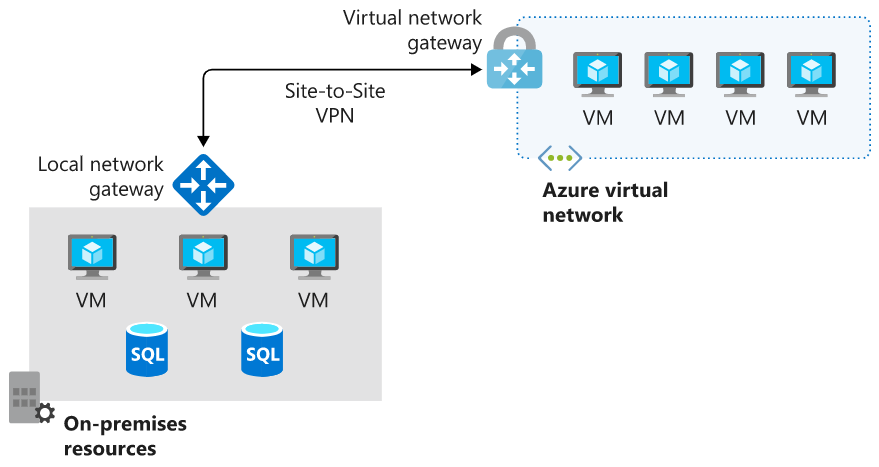 Virtual network
gateway
VM VM VM VM
Site-to-Site
VPN
Azure virtual
network
Local network
gateway
VM VM VM
SQL SQL
On-premises
resources